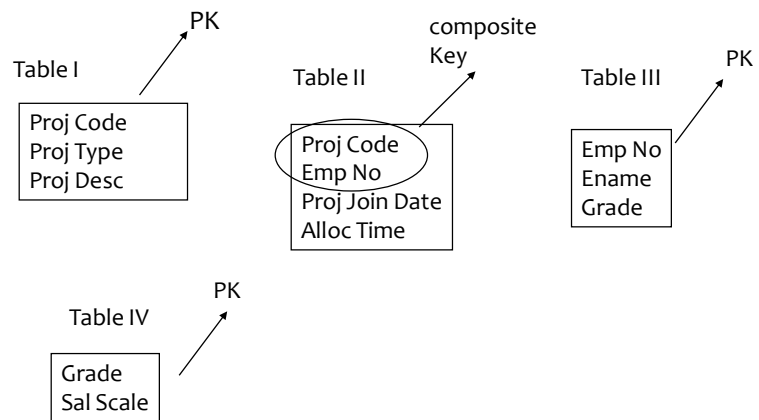 PK
Table I
Proj Code
Proj Type
Proj Desc
composite
Key
Table II
Proj Code
Emp No
Proj Join Date
Alloc Time
PK
Table III
Emp No
Ename
Grade
PK
Table IV
Grade
Sal Scale